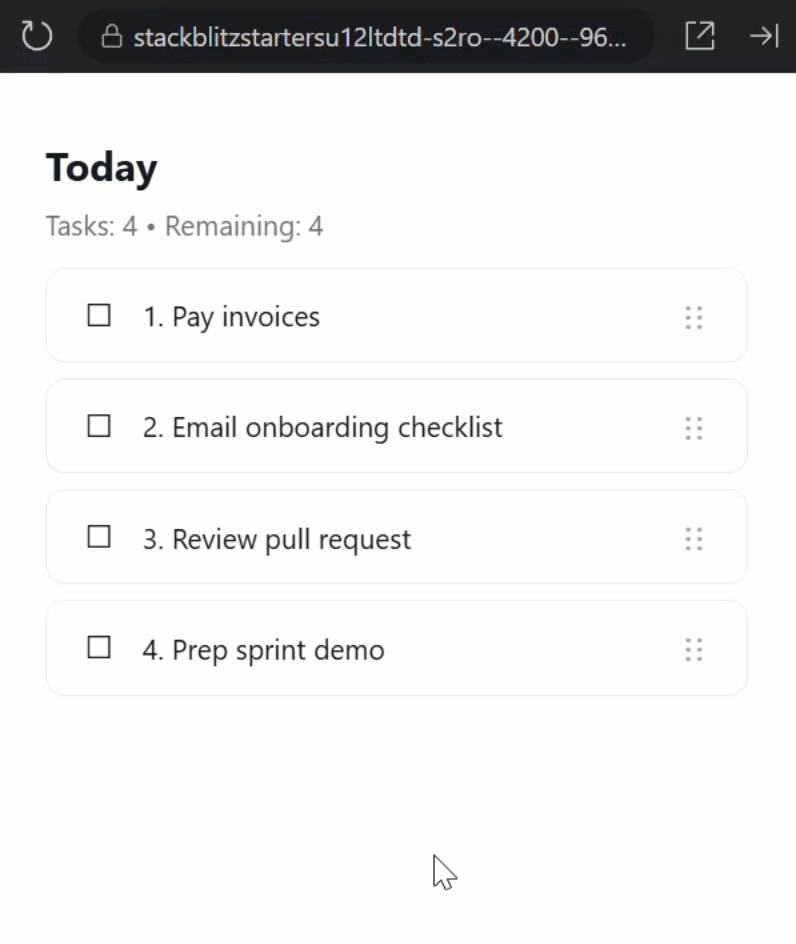 stackblitzstartersu12ltdtd-s2ro--4200--96...
Today
Tasks: 4 • Remaining: 4
1. Pay invoices
2. Email onboarding checklist
3. Review pull request
4. Prep sprint demo